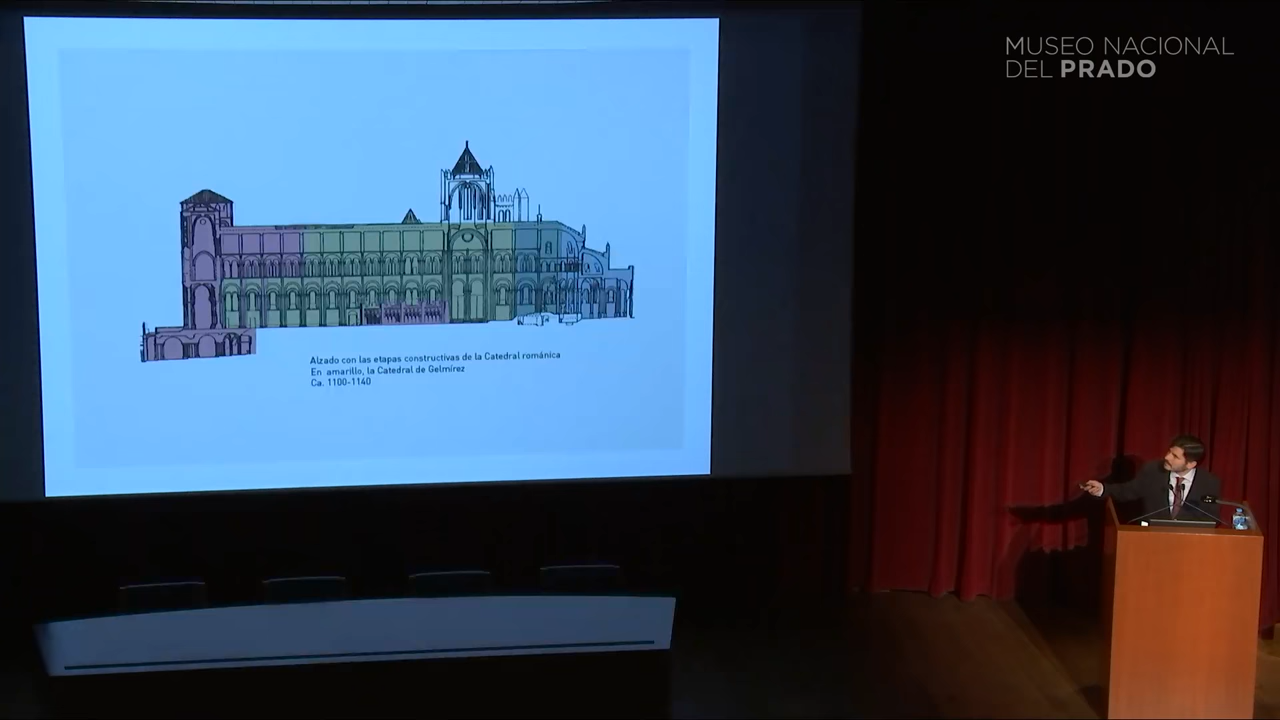 MUSEO NACIONAL
DEL PRADO
Alzado con las etapas constructivas de la Catedral románica
En amarillo, la Catedral de Gelmírez
Ca. 1100-1140